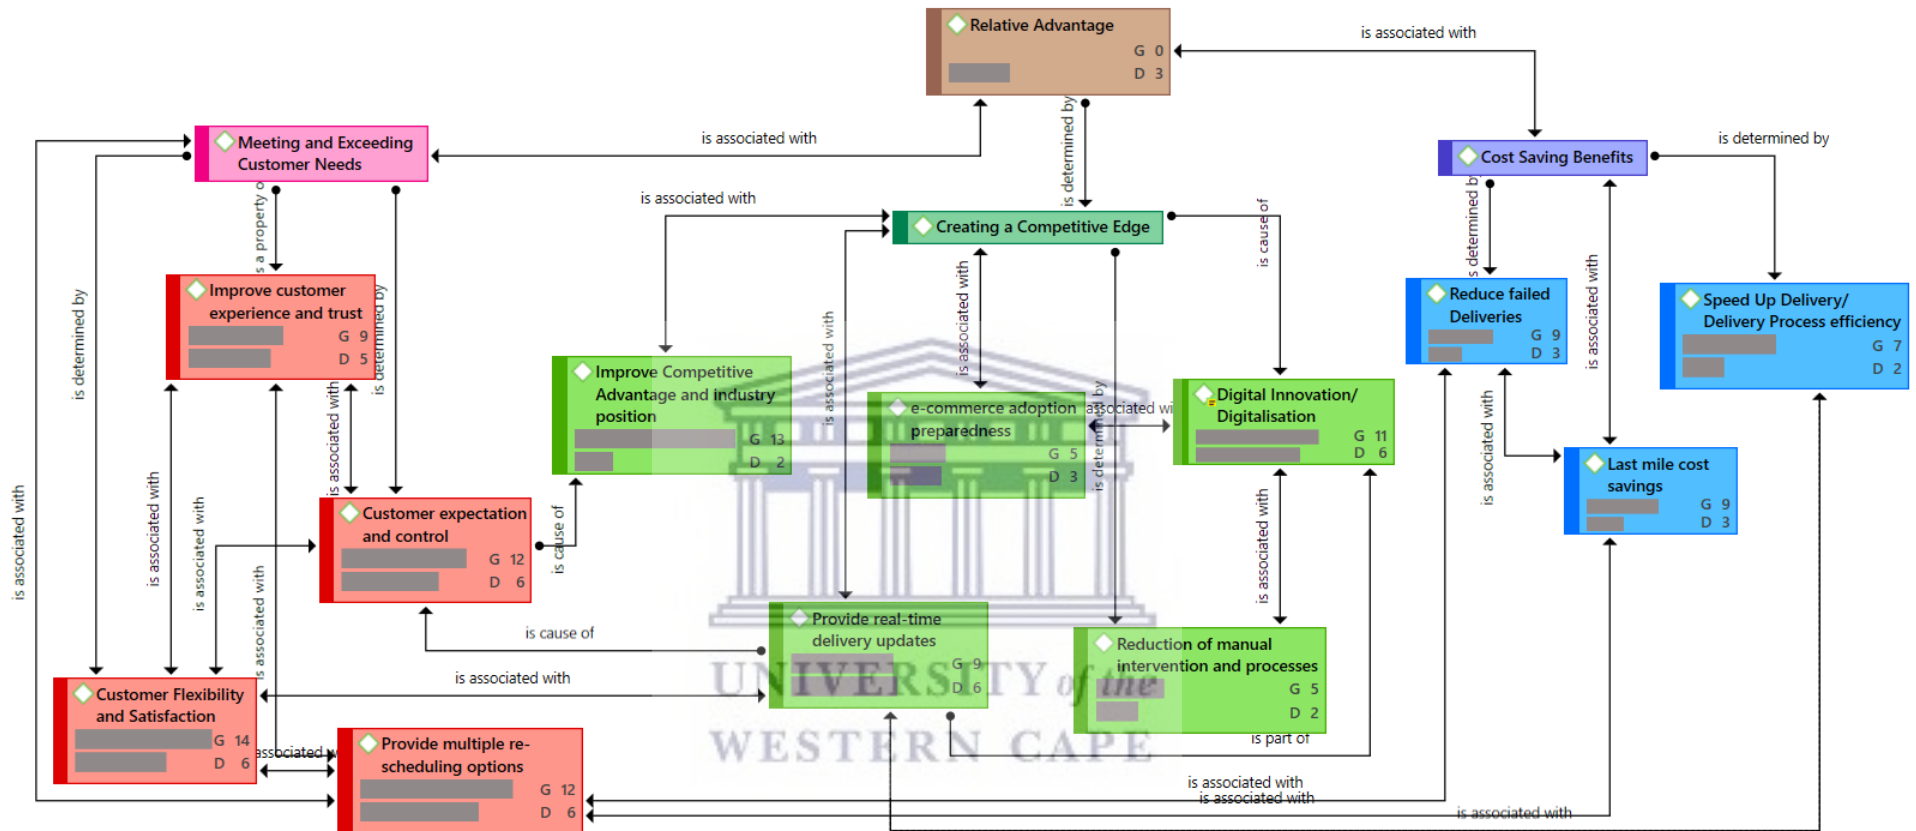 Relative Advantage
G 0
D 3
is associated with
is associated with
is determined by
Meeting and Exceeding
Customer Needs
Cost Saving Benefits
is determined by
is associated with
Creating a Competitive Edge
is a property o
is determined by
is determined by
is cause of
is determined by
is associated with
is associated with
is associated with
Improve customer
experience and trust
G 9
D 5
Reduce failed
Deliveries
G 9
D 3
Speed Up Delivery/
Delivery Process efficiency
G 7
D 2
Improve Competitive
Advantage and industry
position
G 13
D 2
e-commerce adoption
preparedness
G 5
D 3
associated wi
Digital Innovation/
Digitalisation
G 11
D 6
is determined by
is associated with
is associated with
Last mile cost
savings
G 9
D 3
Customer expectation
and control
G 12
D 6
is cause of
is associated with
is associated with
is associated with
is associated with
is associated with
is cause of
Provide real-time
delivery updates
G 9
D 6
Reduction of manual
intervention and processes
G 5
D 2
is associated with
UNIVERSITY of the
WESTERN CAPE
Customer Flexibility
and Satisfaction
G 14
D 6
associated w
Provide multiple re-
scheduling options
G 12
D 6
is part of
is associated with
is associated with
is associated with